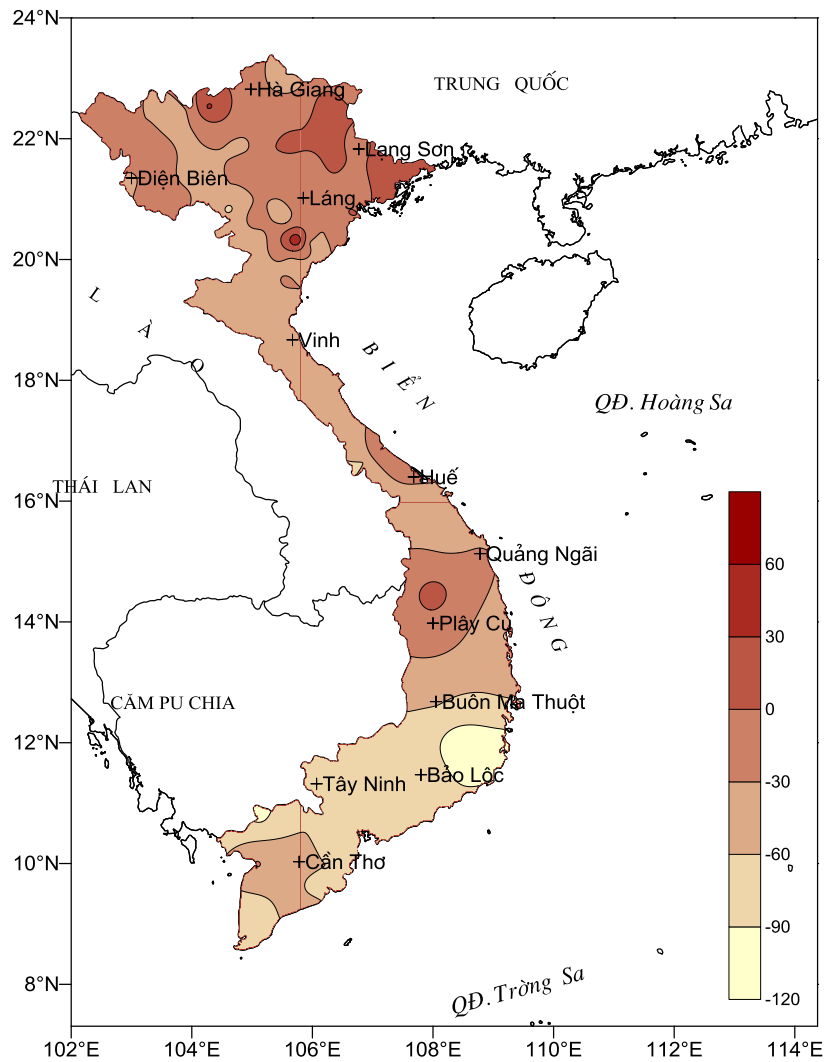 24°N
TRUNG QUỐC
Hà Giang
22°N
Lạng Sơn
Diện Biên
Láng
20°N
LÀO
Vinh
BIỂN
18°N
QĐ. Hoàng Sa
THÁI LAN
Huế
16°N
Quảng Ngãi
60
ĐÔNG
14°N
Plây Cu
30
CĂM PU CHIA
Buôn Ma Thuột
0
12°N
Bảo Lộc
Tây Ninh
-30
10°N
Cần Thơ
-60
-90
8°N
QĐ. Trờng Sa
-120
102°E 104°E 106°E 108°E 110°E 112°E 114°E